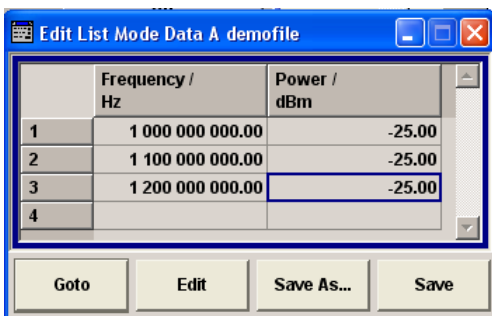 Edit List Mode Data A demofile
Frequency / Power /
Hz dBm
1 1 000 000 000.00 -25.00
2 1 100 000 000.00 -25.00
3 1 200 000 000.00 -25.00
4
Goto Edit Save As... Save